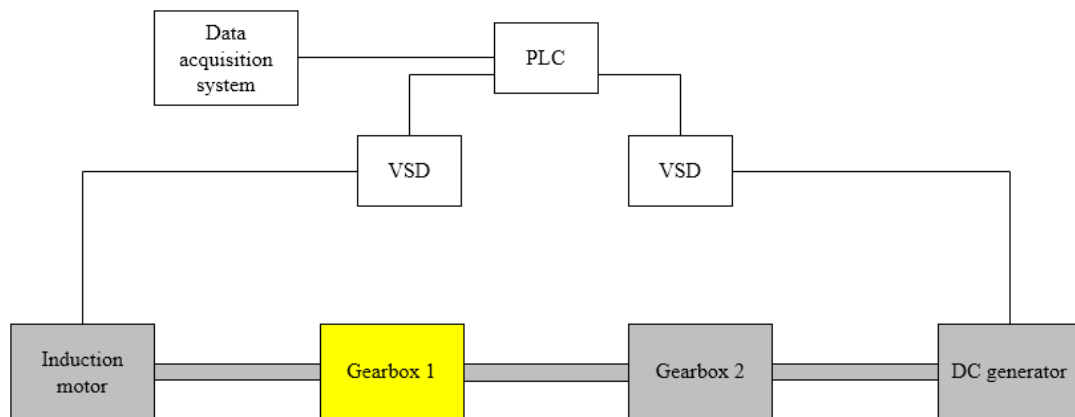 Data
acquisition
system
PLC
VSD
VSD
Induction
motor
Gearbox 1
Gearbox 2
DC generator